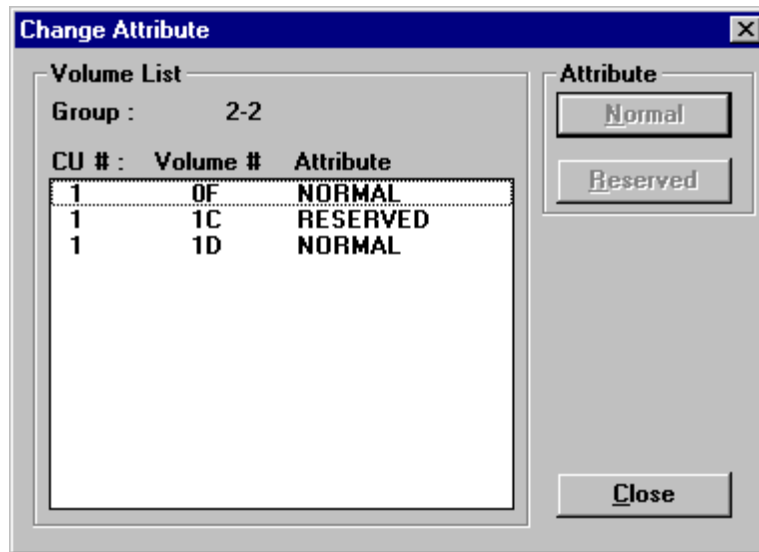 Change Attribute
Volume List
Group : 2-2
CU # : Volume # Attribute
1 0F NORMAL
1 1C RESERVED
1 1D NORMAL
Attribute
Normal
Reserved
Close